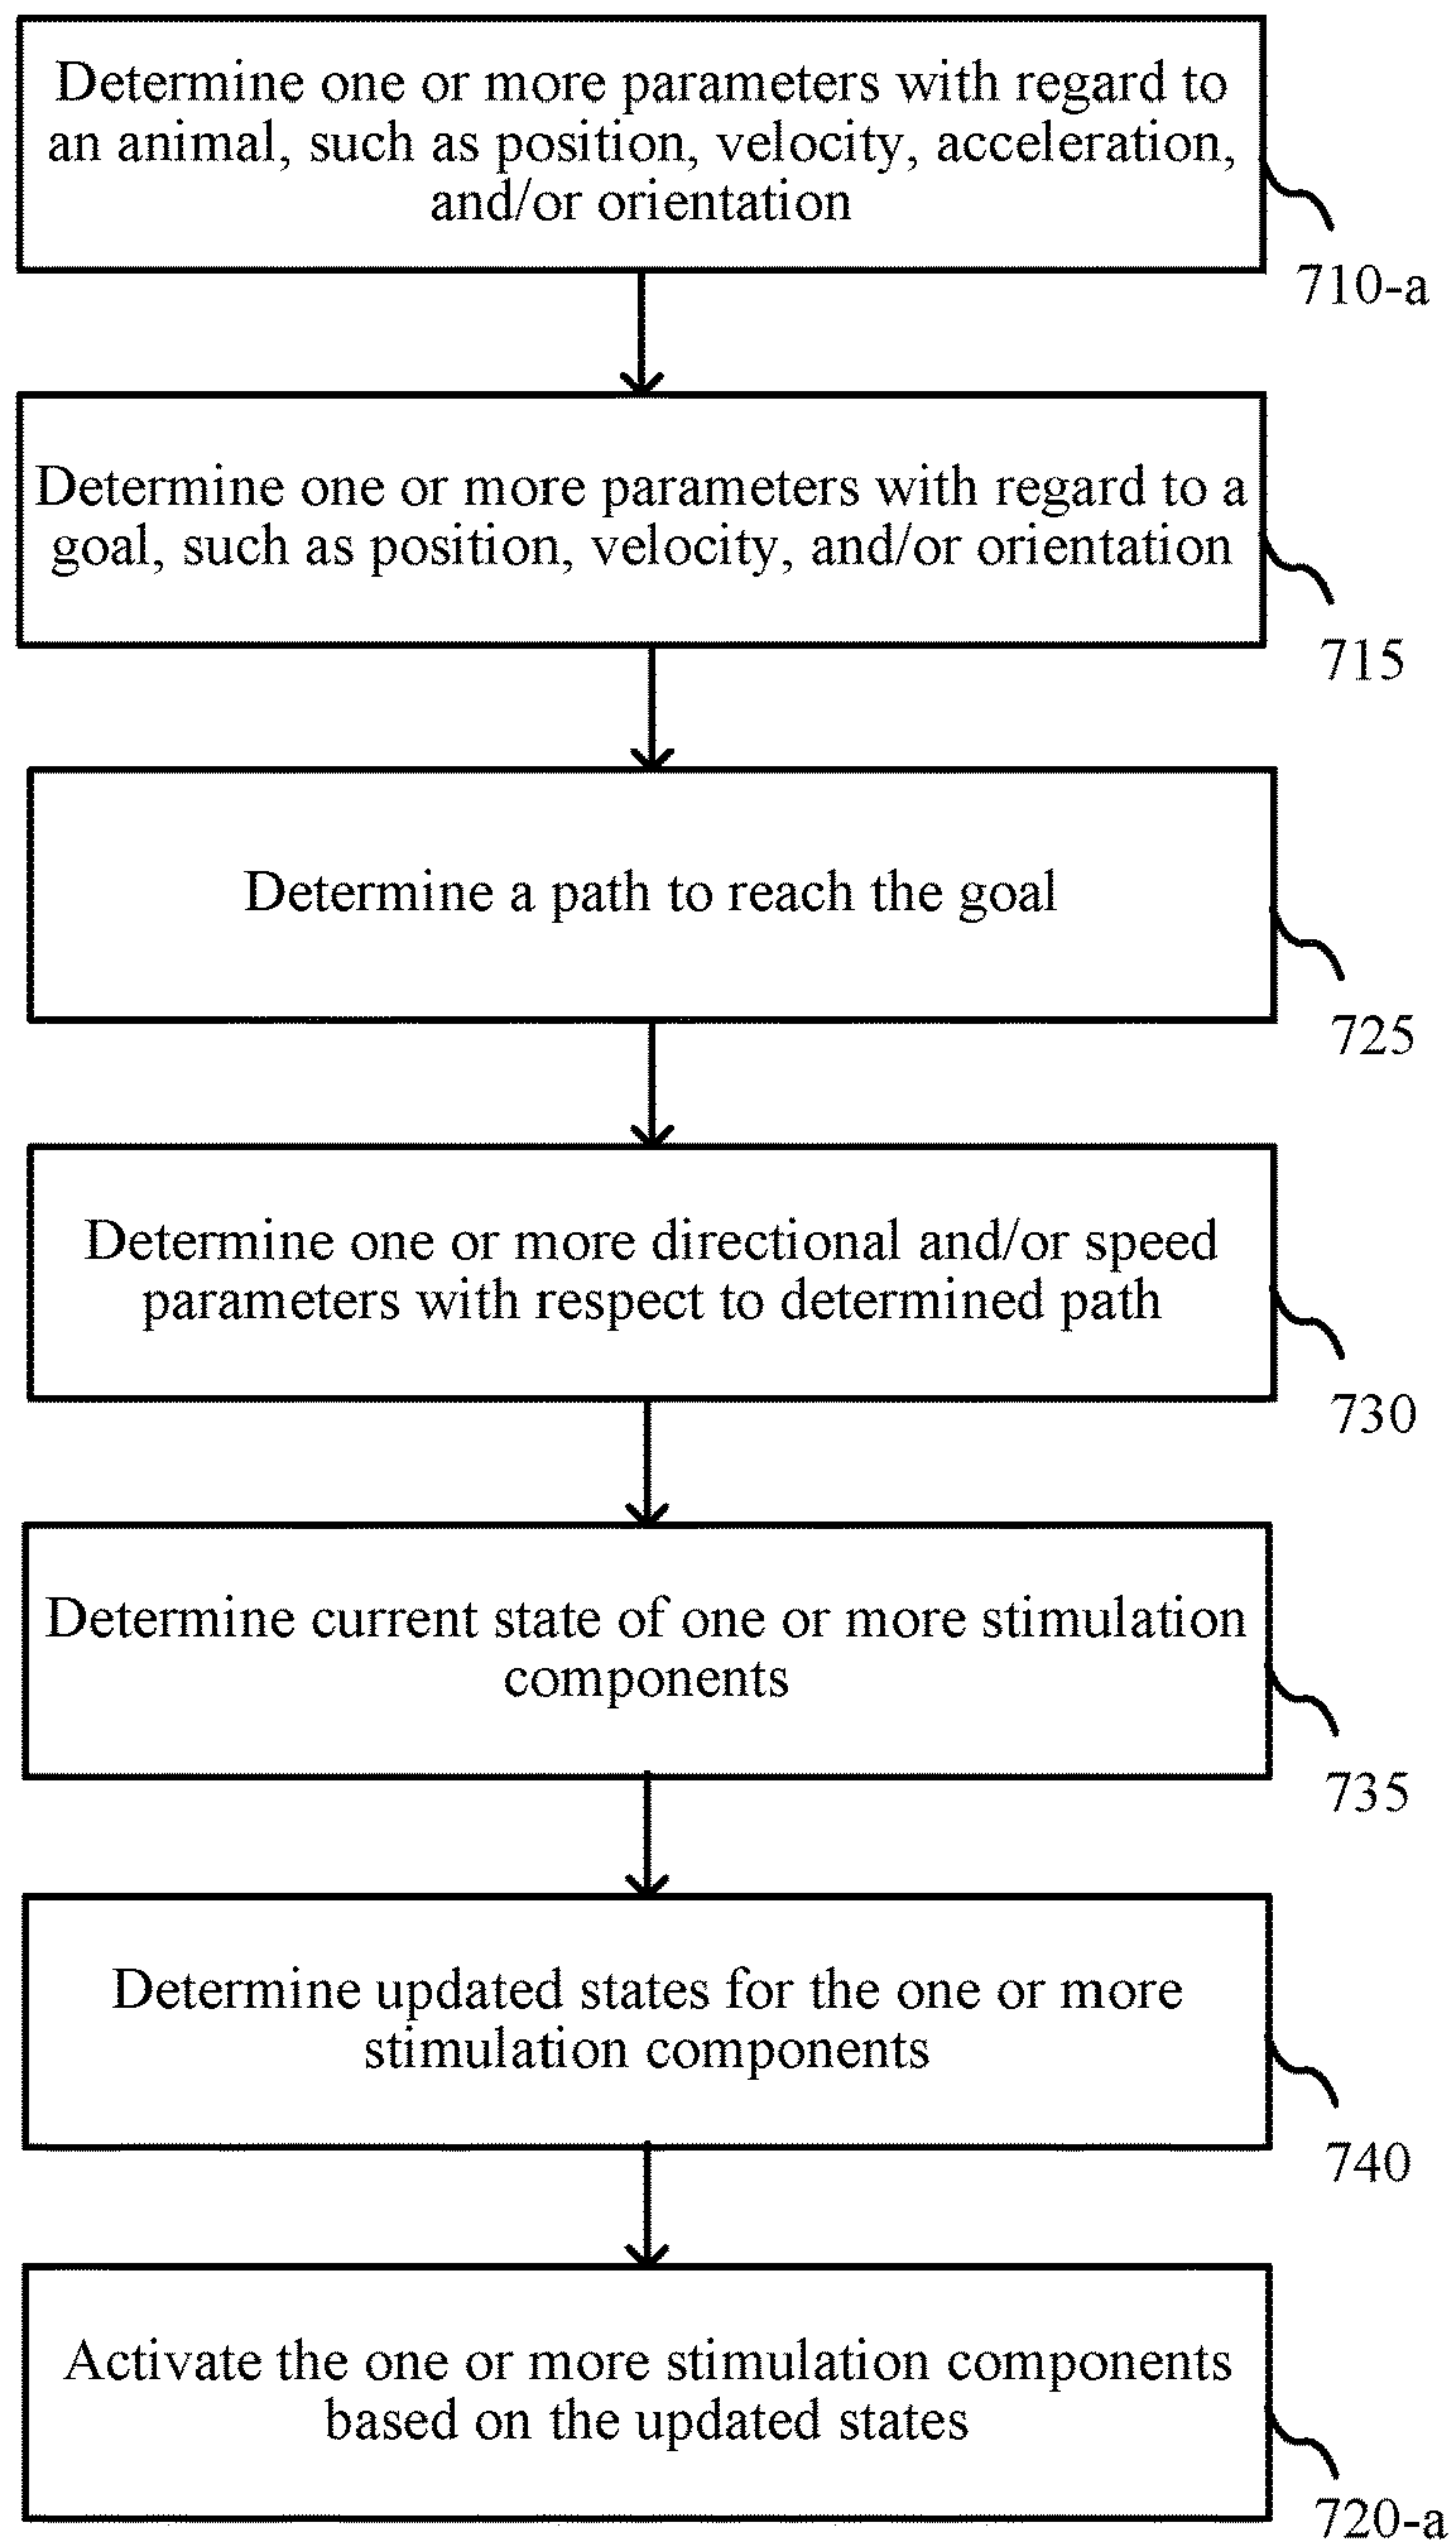 Determine one or more parameters with regard to
an animal, such as position, velocity, acceleration,
and/or orientation
710-a
Determine one or more parameters with regard to a
goal, such as position, velocity, and/or orientation
715
Determine a path to reach the goal
725
Determine one or more directional and/or speed
parameters with respect to determined path
730
Determine current state of one or more stimulation
components
735
Determine updated states for the one or more
stimulation components
740
Activate the one or more stimulation components
based on the updated states
720-a